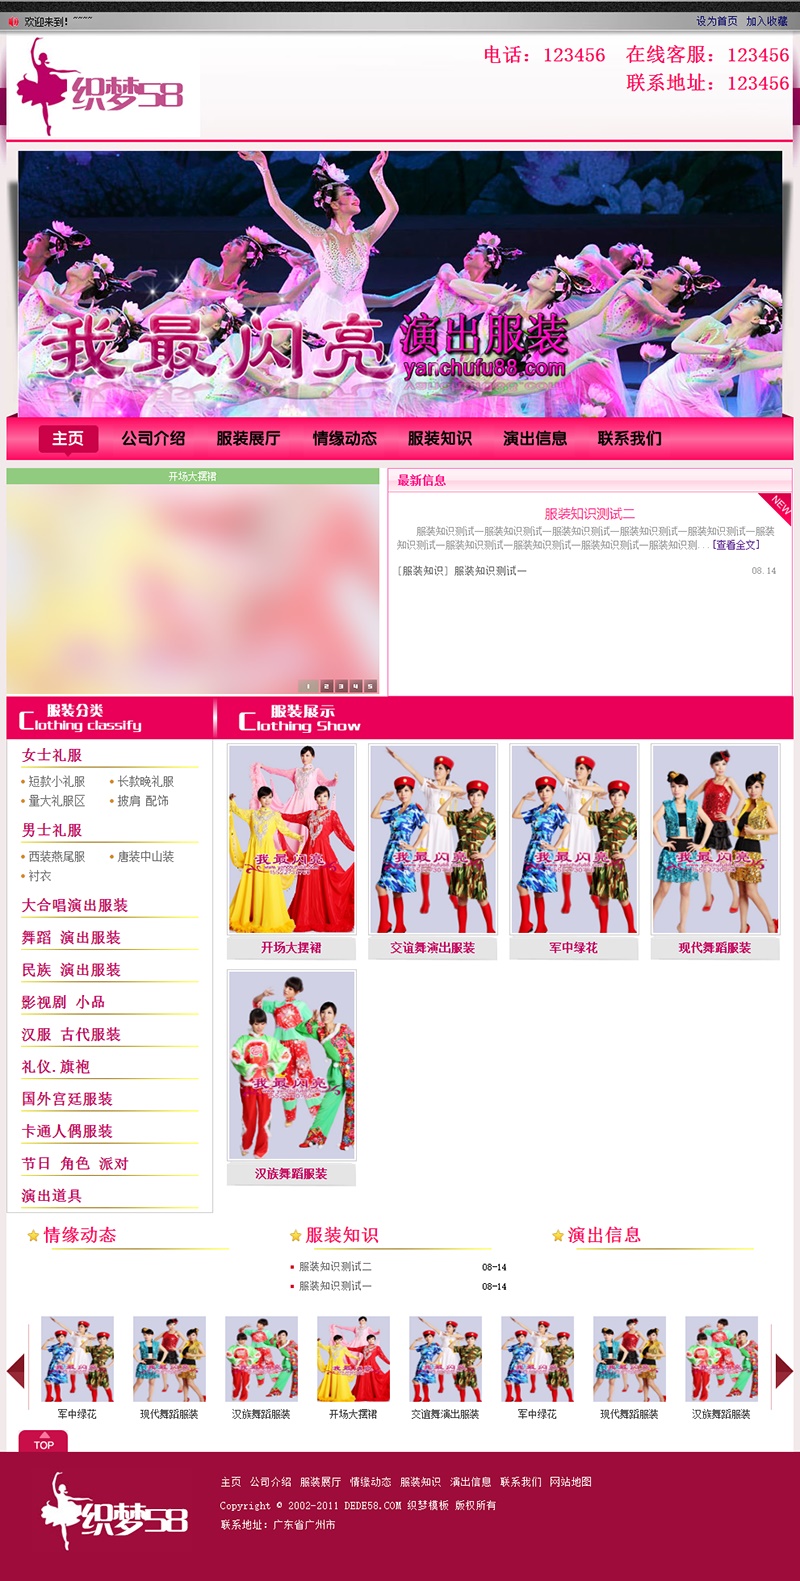 欢迎来到！~~~~
设为首页 加入收藏
织梦58
电话：123456 在线客服：123456
联系地址：123456
我最闪亮 演出服装
yar.chufu88.com
主页 公司介绍 服装展厅 情缘动态 服装知识 演出信息 联系我们
开场大摆裙
1 2 3 4 5
最新信息
NEW
服装知识测试二
服装知识测试一服装知识测试一服装知识测试一服装知识测试一服装知识测试一服装
知识测试一服装知识测试一服装知识测试一服装知识测试一服装知识测...[查看全文]
[服装知识] 服装知识测试一 08.14
服装分类
Clothing classify
服装展示
Clothing Show
女士礼服
短款小礼服 长款晚礼服
量大礼服区 披肩 配饰
男士礼服
西装燕尾服 唐装中山装
衬衣
大合唱演出服装
舞蹈 演出服装
民族 演出服装
影视剧 小品
汉服 古代服装
礼仪.旗袍
国外宫廷服装
卡通人偶服装
节日 角色 派对
演出道具
我最闪亮
我最闪亮
我最闪亮
我最闪亮
开场大摆裙 交谊舞演出服装 军中绿花 现代舞蹈服装
我最闪亮
汉族舞蹈服装
情缘动态
服装知识
服装知识测试二 08-14
服装知识测试一 08-14
演出信息
军中绿花 现代舞蹈服装 汉族舞蹈服装 开场大摆裙 交谊舞演出服装 军中绿花 现代舞蹈服装 汉族舞蹈服装
TOP
织梦58
主页 公司介绍 服装展厅 情缘动态 服装知识 演出信息 联系我们 网站地图
Copyright © 2002-2011 DEDE58.COM 织梦模板 版权所有
联系地址：广东省广州市